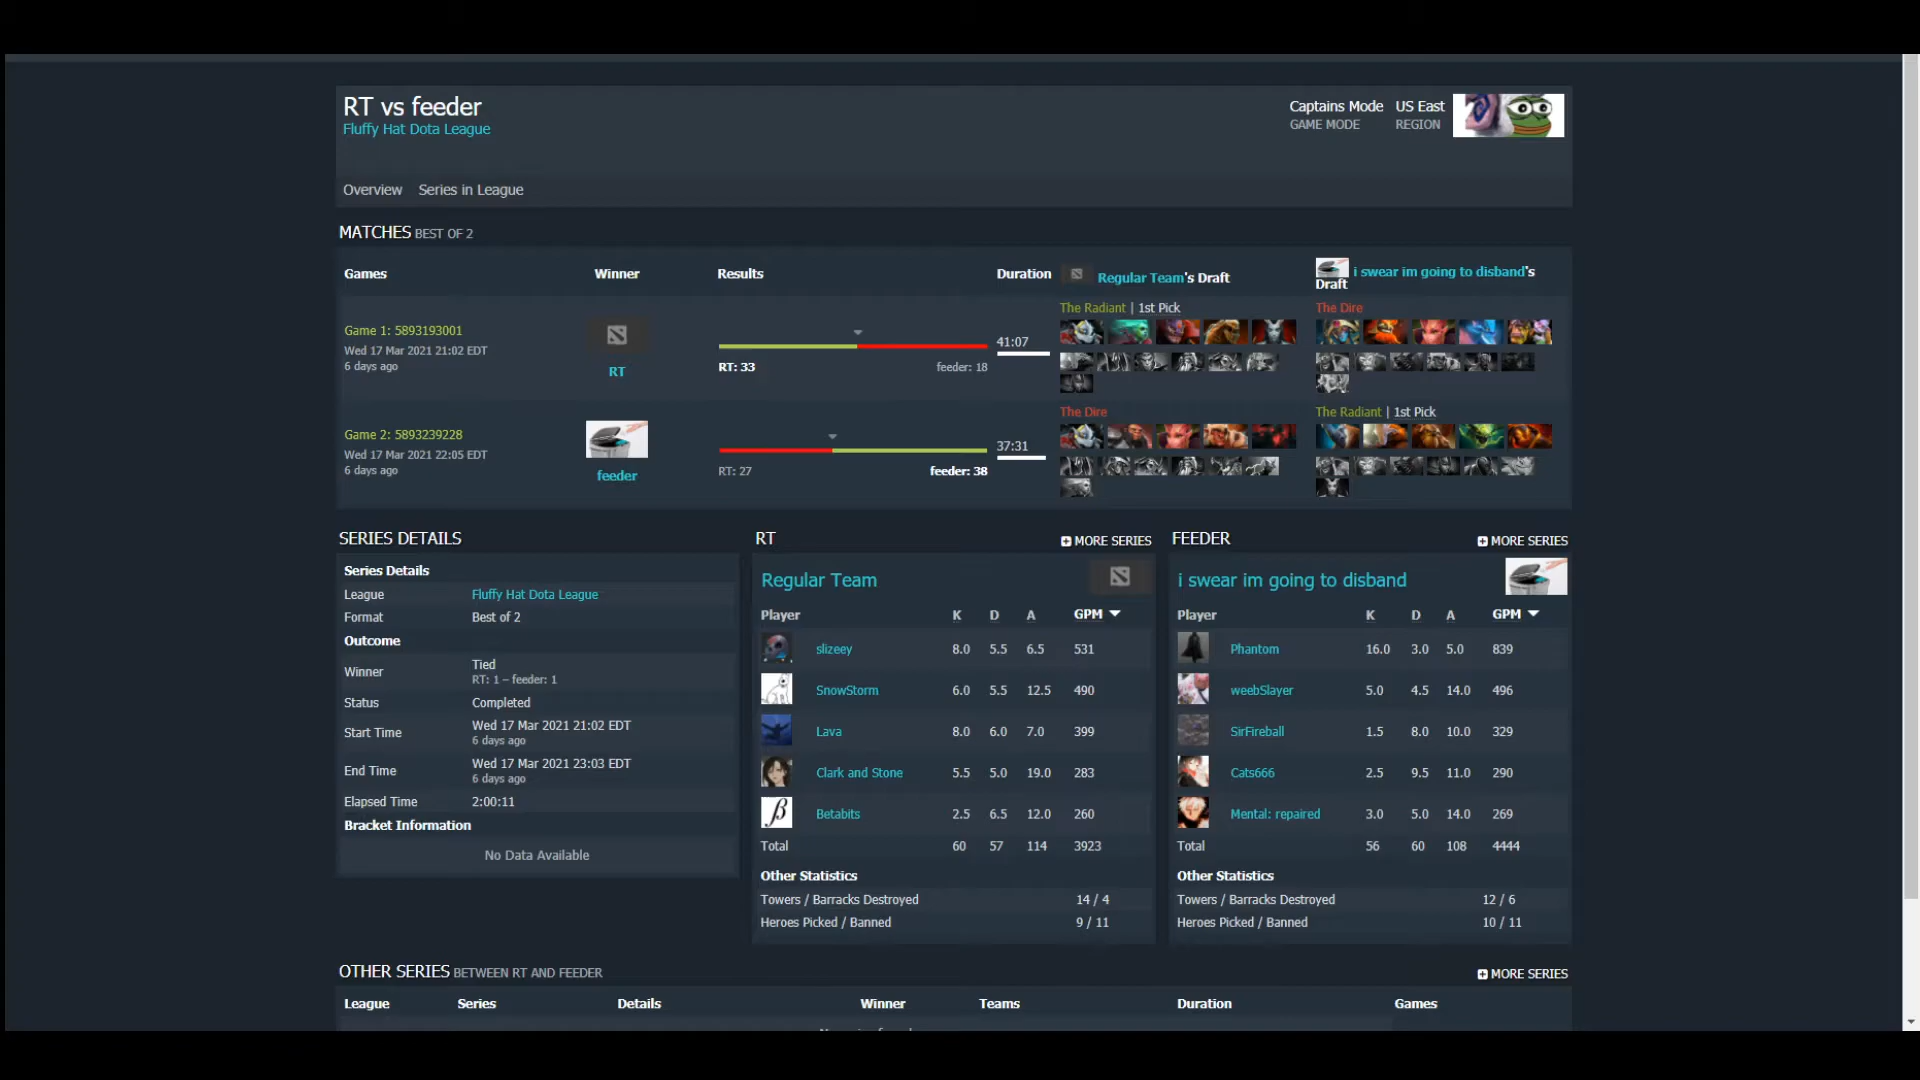 RT vs feeder
Fluffy Hat Dota League
Captains Mode US East
GAME MODE REGION
Overview Series in League
MATCHES BEST OF 2
Games Winner Results Duration Regular Team's Draft i swear im going to disband's Draft
The Radiant | 1st Pick The Dire
Game 1: 5893193001
Wed 17 Mar 2021 21:02 EDT
6 days ago
RT
RT: 33 feeder: 18
41:07
The Dire The Radiant | 1st Pick
Game 2: 5893239228
Wed 17 Mar 2021 22:05 EDT
6 days ago
feeder
RT: 27 feeder: 38
37:31
SERIES DETAILS
Series Details
League Fluffy Hat Dota League
Format Best of 2
Outcome
Winner Tied
RT: 1 – feeder: 1
Status Completed
Start Time Wed 17 Mar 2021 21:02 EDT
6 days ago
End Time Wed 17 Mar 2021 23:03 EDT
6 days ago
Elapsed Time 2:00:11
Bracket Information
No Data Available
RT MORE SERIES
Regular Team
Player K D A GPM
slizeey 8.0 5.5 6.5 531
SnowStorm 6.0 5.5 12.5 490
Lava 8.0 6.0 7.0 399
Clark and Stone 5.5 5.0 19.0 283
β Betabits 2.5 6.5 12.0 260
Total 60 57 114 3923
Other Statistics
Towers / Barracks Destroyed 14 / 4
Heroes Picked / Banned 9 / 11
FEEDER MORE SERIES
i swear im going to disband
Player K D A GPM
Phantom 16.0 3.0 5.0 839
weebSlayer 5.0 4.5 14.0 496
SirFireball 1.5 8.0 10.0 329
Cats666 2.5 9.5 11.0 290
Mental: repaired 3.0 5.0 14.0 269
Total 56 60 108 4444
Other Statistics
Towers / Barracks Destroyed 12 / 6
Heroes Picked / Banned 10 / 11
OTHER SERIES BETWEEN RT AND FEEDER MORE SERIES
League Series Details Winner Teams Duration Games